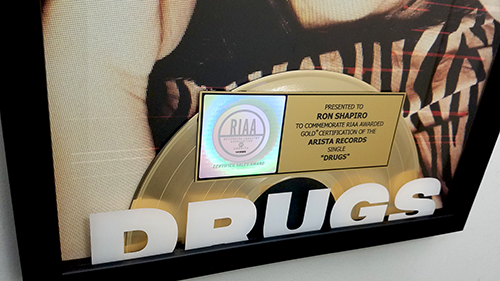 RIAA
CERTIFIED SALES AWARD
PRESENTED TO
RON SHAPIRO
TO COMMEMORATE RIAA AWARDED
GOLD® CERTIFICATION OF THE
ARISTA RECORDS
SINGLE
"DRUGS"
DRUGS